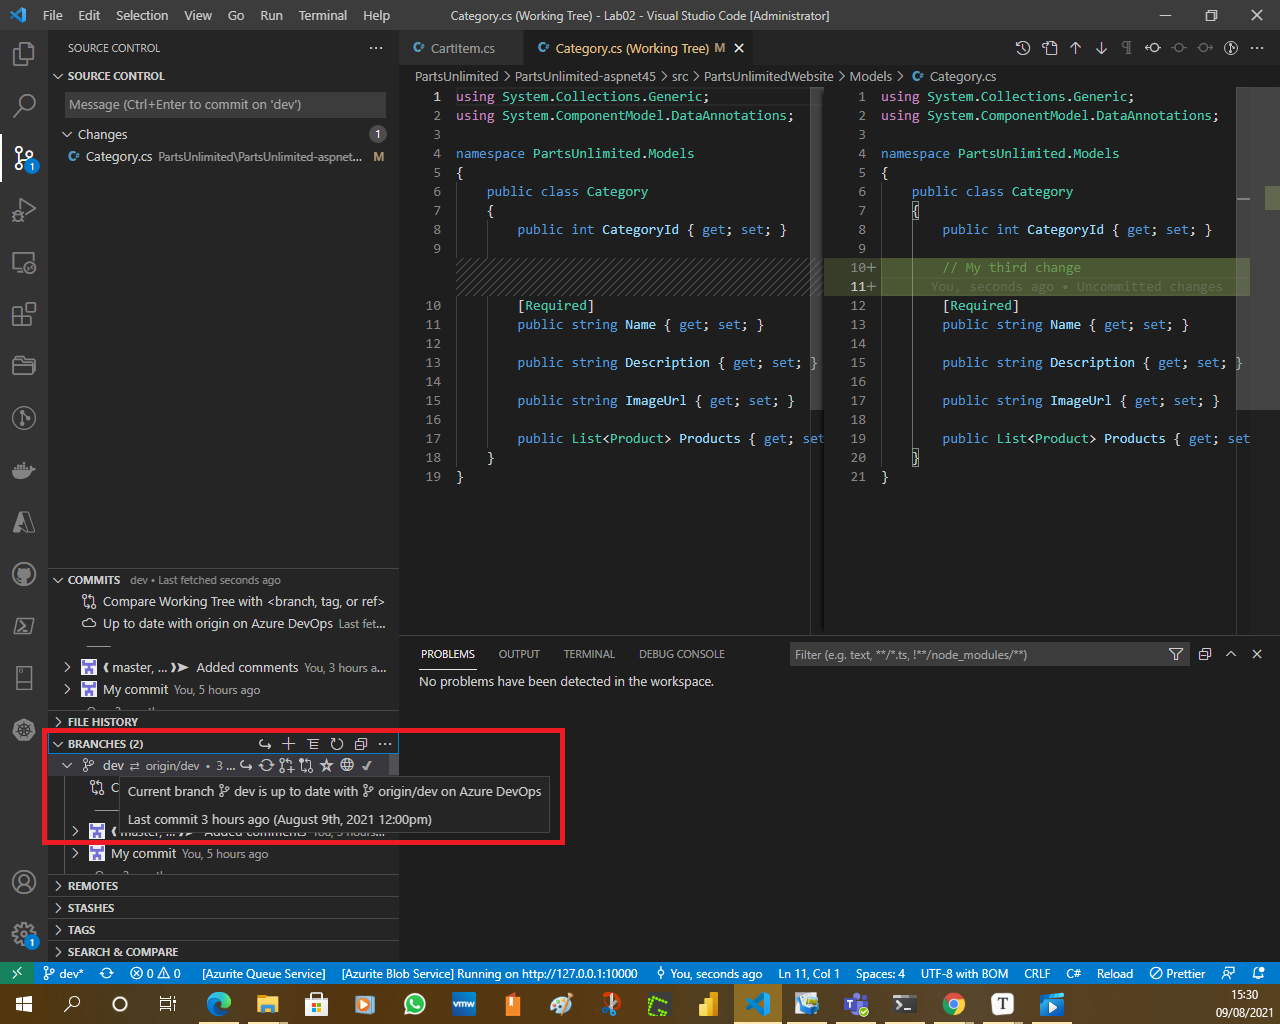 File Edit Selection View Go Run Terminal Help Category.cs (Working Tree) - Lab02 - Visual Studio Code [Administrator]
SOURCE CONTROL
SOURCE CONTROL
Message (Ctrl+Enter to commit on 'dev')
Changes 1
Category.cs PartsUnlimited\PartsUnlimited-aspnet... M
1
COMMITS dev • Last fetched seconds ago
Compare Working Tree with <branch, tag, or ref>
Up to date with origin on Azure DevOps Last fet...
master, ... Added comments You, 3 hours a...
My commit You, 5 hours ago
FILE HISTORY
BRANCHES (2)
dev origin/dev • 3 ...
C
Current branch dev is up to date with origin/dev on Azure DevOps
Last commit 3 hours ago (August 9th, 2021 12:00pm)
My commit You, 5 hours ago
REMOTES
STASHES
TAGS
SEARCH & COMPARE
1
CartItem.cs Category.cs (Working Tree) M
PartsUnlimited > PartsUnlimited-aspnet45 > src > PartsUnlimitedWebsite > Models > Category.cs
1 using System.Collections.Generic;
2 using System.ComponentModel.DataAnnotations;
3
4 namespace PartsUnlimited.Models
5 {
6 public class Category
7 {
8 public int CategoryId { get; set; }
9
10 [Required]
11 public string Name { get; set; }
12
13 public string Description { get; set; }
14
15 public string ImageUrl { get; set; }
16
17 public List<Product> Products { get; set
18 }
19 }
1 using System.Collections.Generic;
2 using System.ComponentModel.DataAnnotations;
3
4 namespace PartsUnlimited.Models
5 {
6 public class Category
7 {
8 public int CategoryId { get; set; }
9
10+ // My third change
11+ You, seconds ago • Uncommitted changes
12 [Required]
13 public string Name { get; set; }
14
15 public string Description { get; set; }
16
17 public string ImageUrl { get; set; }
18
19 public List<Product> Products { get; set
20 }
21 }
PROBLEMS OUTPUT TERMINAL DEBUG CONSOLE Filter (e.g. text, **/*.ts, !**/node_modules/**)
No problems have been detected in the workspace.
dev* 0 0 [Azurite Queue Service] [Azurite Blob Service] Running on http://127.0.0.1:10000 You, seconds ago Ln 11, Col 1 Spaces: 4 UTF-8 with BOM CRLF C# Reload Prettier
vmw T
15:30
09/08/2021